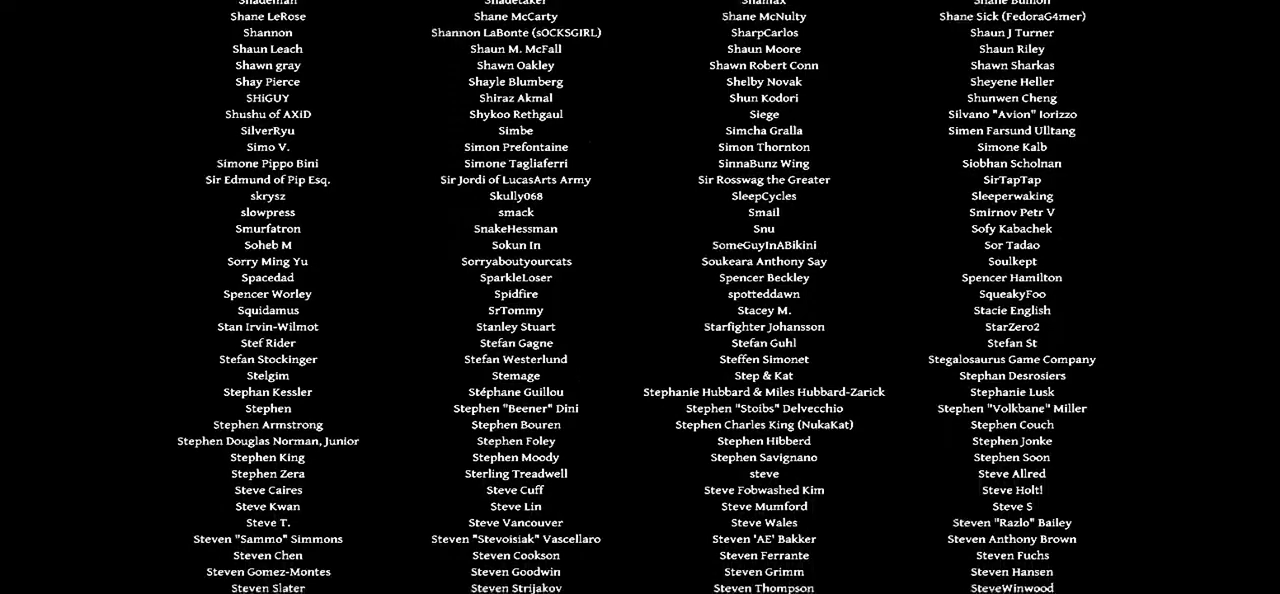 Shademan Shadetaker Shamax Shane Bunion
Shane LeRose Shane McCarty Shane McNulty Shane Sick (FedoraG4mer)
Shannon Shannon LaBonte (sOCKSGIRL) SharpCarlos Shaun J Turner
Shaun Leach Shaun M. McFall Shaun Moore Shaun Riley
Shawn gray Shawn Oakley Shawn Robert Conn Shawn Sharkas
Shay Pierce Shayle Blumberg Shelby Novak Sheyene Heller
SHiGUY Shiraz Akmal Shun Kodori Shunwen Cheng
Shushu of AXiD Shykoo Rethgaul Siege Silvano "Avion" Iorizzo
SilverRyu Simbe Simcha Gralla Simen Farsund Ulltang
Simo V. Simon Prefontaine Simon Thornton Simone Kalb
Simone Pippo Bini Simone Tagliaferri SinnaBunz Wing Siobhan Scholnan
Sir Edmund of Pip Esq. Sir Jordi of LucasArts Army Sir Rosswag the Greater SirTapTap
skrysz Skully068 SleepCycles Sleeperwaking
slowpress smack Smail Smirnov Petr V
Smurfatron SnakeHessman Snu Sofy Kabachek
Soheb M Sokun In SomeGuyInABikini Sor Tadao
Sorry Ming Yu Sorryaboutyourcats Soukeara Anthony Say Soulkept
Spacedad SparkleLoser Spencer Beckley Spencer Hamilton
Spencer Worley Spidfire spotteddawn SqueakyFoo
Squidamus SrTommy Stacey M. Stacie English
Stan Irvin-Wilmot Stanley Stuart Starfighter Johansson StarZero2
Stef Rider Stefan Gagne Stefan Guhl Stefan St
Stefan Stockinger Stefan Westerlund Steffen Simonet Stegalosaurus Game Company
Stelgim Stemage Step & Kat Stephan Desrosiers
Stephan Kessler Stéphane Guillou Stephanie Hubbard & Miles Hubbard-Zarick Stephanie Lusk
Stephen Stephen "Beener" Dini Stephen "Stoibs" Delvecchio Stephen "Volkbane" Miller
Stephen Armstrong Stephen Bouren Stephen Charles King (NukaKat) Stephen Couch
Stephen Douglas Norman, Junior Stephen Foley Stephen Hibberd Stephen Jonke
Stephen King Stephen Moody Stephen Savignano Stephen Soon
Stephen Zera Sterling Treadwell steve Steve Allred
Steve Caires Steve Cuff Steve Fobwashed Kim Steve Holt!
Steve Kwan Steve Lin Steve Mumford Steve S
Steve T. Steve Vancouver Steve Wales Steven "Razlo" Bailey
Steven "Sammo" Simmons Steven "Stevoisiak" Vascellaro Steven 'AE' Bakker Steven Anthony Brown
Steven Chen Steven Cookson Steven Ferrante Steven Fuchs
Steven Gomez-Montes Steven Goodwin Steven Grimm Steven Hansen
Steven Slater Steven Strijakov Steven Thompson SteveWinwood